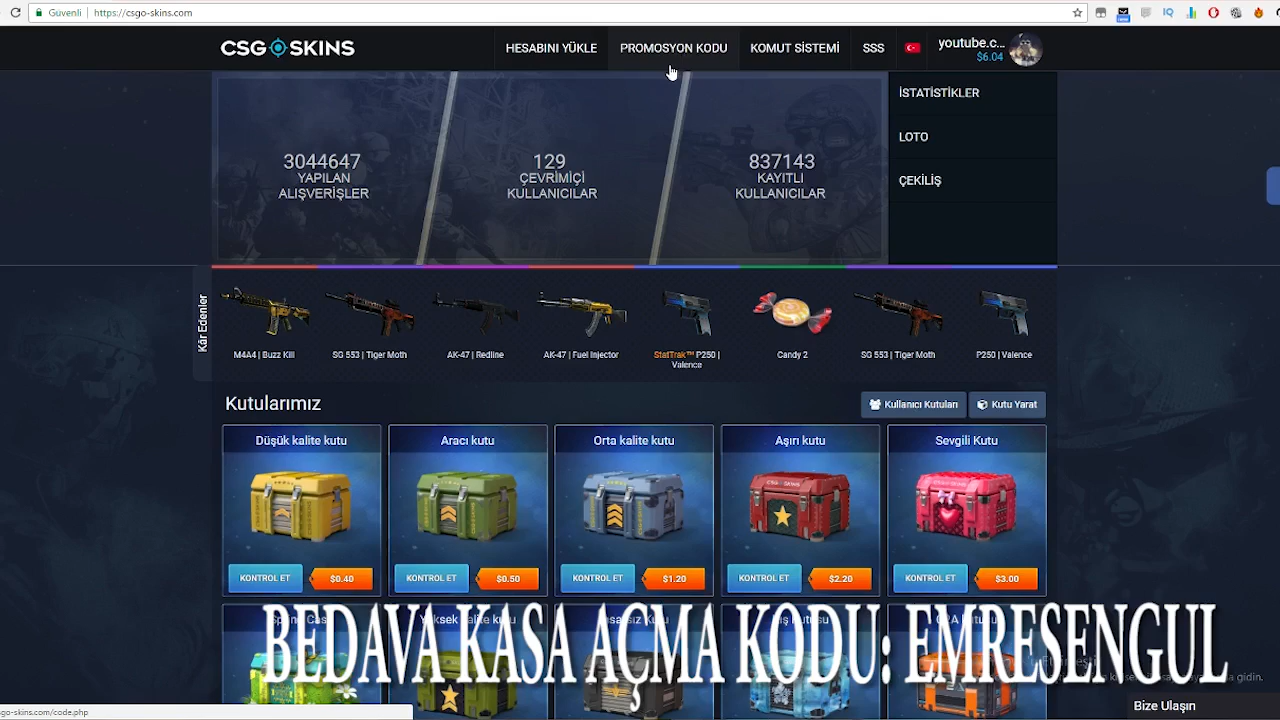 Güvenli
https://csgo-skins.com
CSGO SKINS
HESABINI YÜKLE
PROMOSYON KODU
KOMUT SİSTEMİ
SSS
youtube.c...
$6.04
3044647
YAPILAN
ALIŞVERİŞLER
129
ÇEVRİMİÇİ
KULLANICILAR
837143
KAYITLI
KULLANICILAR
İSTATİSTİKLER
LOTO
ÇEKİLİŞ
Kâr Edenler
M4A4 | Buzz Kill
SG 553 | Tiger Moth
AK-47 | Redline
AK-47 | Fuel Injector
StatTrak™ P250 |
Valence
Candy 2
SG 553 | Tiger Moth
P250 | Valence
Kutularımız
Kullanıcı Kutuları
Kutu Yarat
Düşük kalite kutu
Aracı kutu
Orta kalite kutu
Aşırı kutu
Sevgili Kutu
KONTROL ET
$0.40
KONTROL ET
$0.50
KONTROL ET
$1.20
KONTROL ET
$2.20
KONTROL ET
$3.00
BEDAVA KASA AÇMA KODU: EMRESENGUL
Bize Ulaşın
go-skins.com/code.php